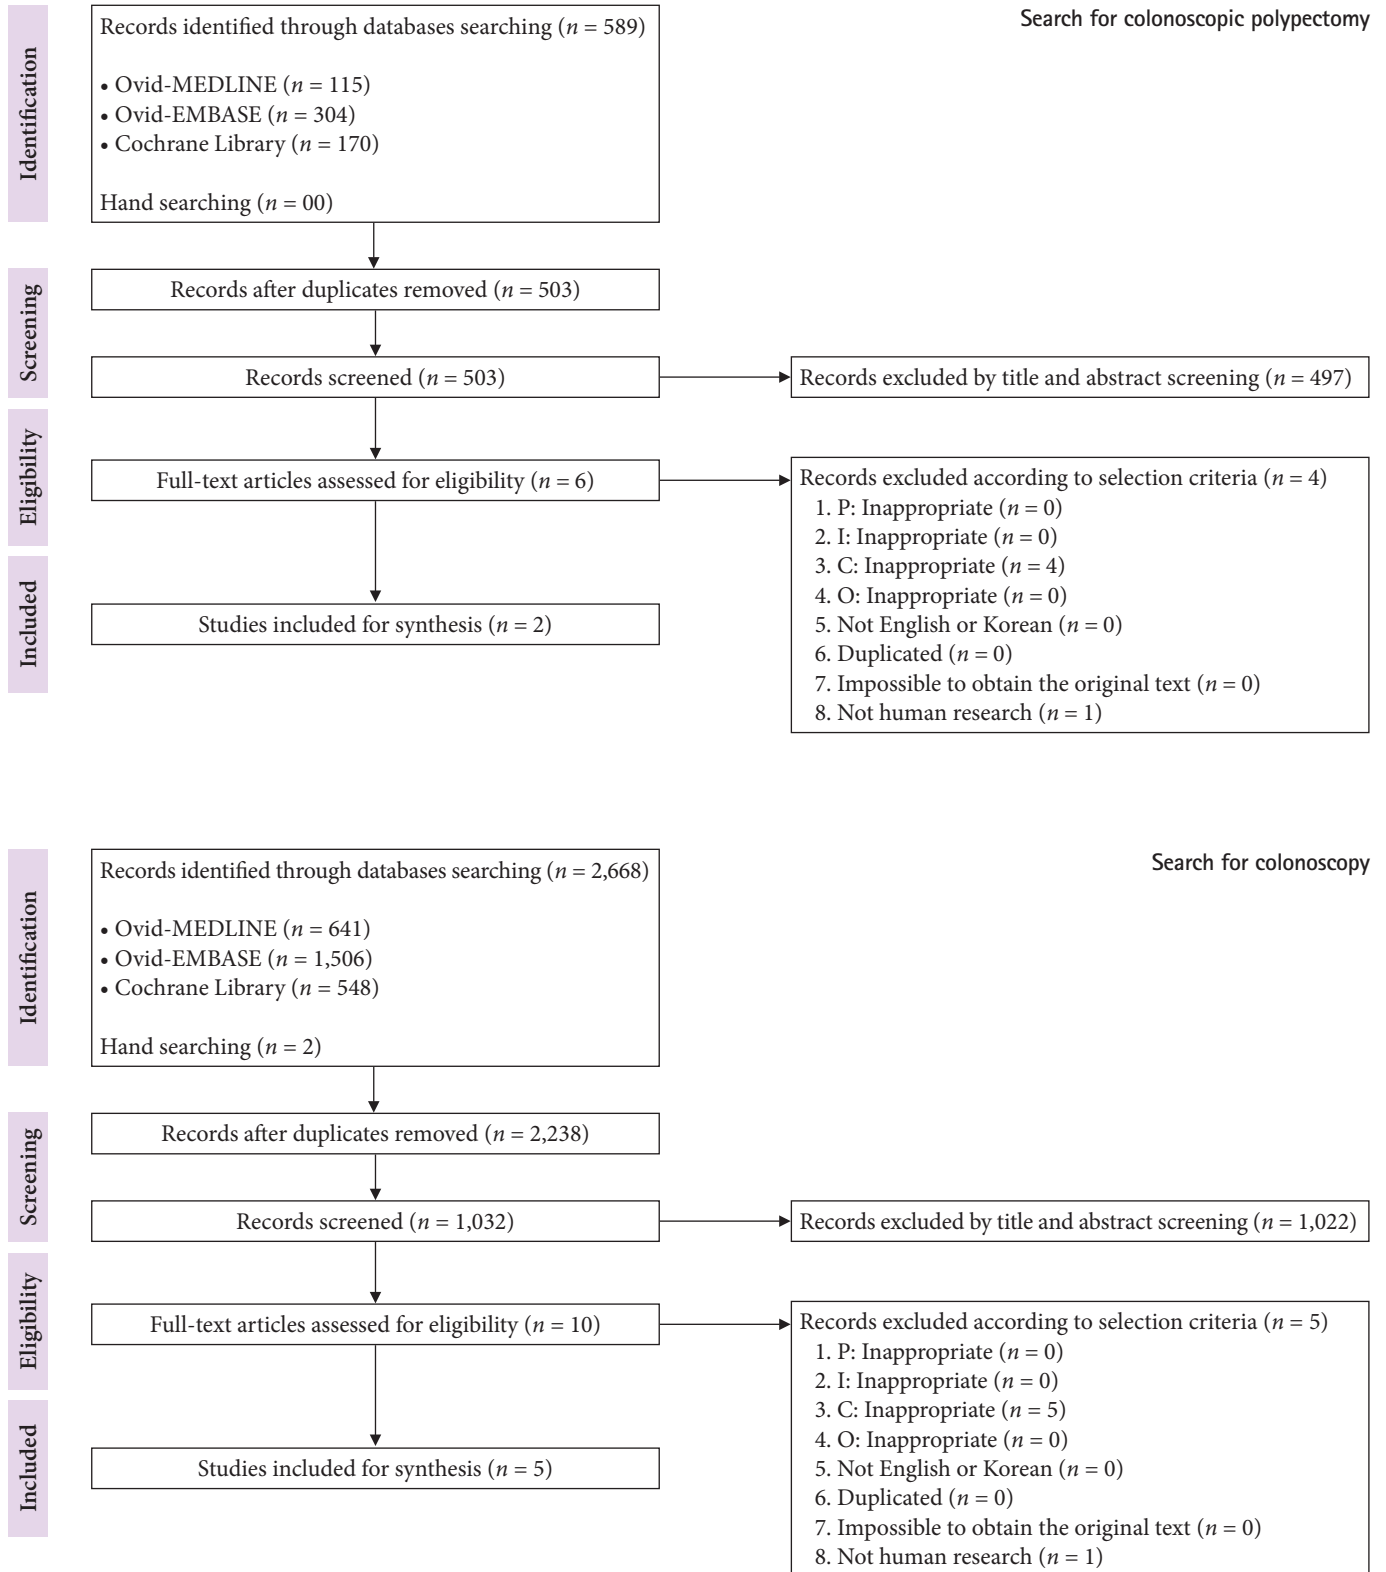 Search for colonoscopic polypectomy
Identification
Records identified through databases searching (n = 589)
• Ovid-MEDLINE (n = 115)
• Ovid-EMBASE (n = 304)
• Cochrane Library (n = 170)
Hand searching (n = 00)
Screening
Records after duplicates removed (n = 503)
Records screened (n = 503)
Records excluded by title and abstract screening (n = 497)
Eligibility
Full-text articles assessed for eligibility (n = 6)
Records excluded according to selection criteria (n = 4)
1. P: Inappropriate (n = 0)
2. I: Inappropriate (n = 0)
3. C: Inappropriate (n = 4)
4. O: Inappropriate (n = 0)
5. Not English or Korean (n = 0)
6. Duplicated (n = 0)
7. Impossible to obtain the original text (n = 0)
8. Not human research (n = 1)
Included
Studies included for synthesis (n = 2)
Search for colonoscopy
Identification
Records identified through databases searching (n = 2,668)
• Ovid-MEDLINE (n = 641)
• Ovid-EMBASE (n = 1,506)
• Cochrane Library (n = 548)
Hand searching (n = 2)
Screening
Records after duplicates removed (n = 2,238)
Records screened (n = 1,032)
Records excluded by title and abstract screening (n = 1,022)
Eligibility
Full-text articles assessed for eligibility (n = 10)
Records excluded according to selection criteria (n = 5)
1. P: Inappropriate (n = 0)
2. I: Inappropriate (n = 0)
3. C: Inappropriate (n = 5)
4. O: Inappropriate (n = 0)
5. Not English or Korean (n = 0)
6. Duplicated (n = 0)
7. Impossible to obtain the original text (n = 0)
8. Not human research (n = 1)
Included
Studies included for synthesis (n = 5)